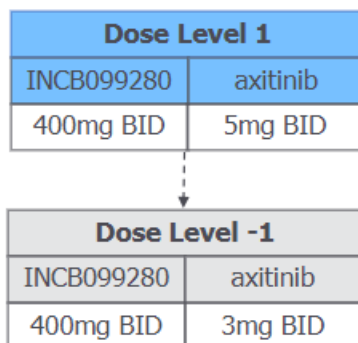 Dose Level 1
INCB099280 axitinib
400mg BID 5mg BID
Dose Level -1
INCB099280 axitinib
400mg BID 3mg BID